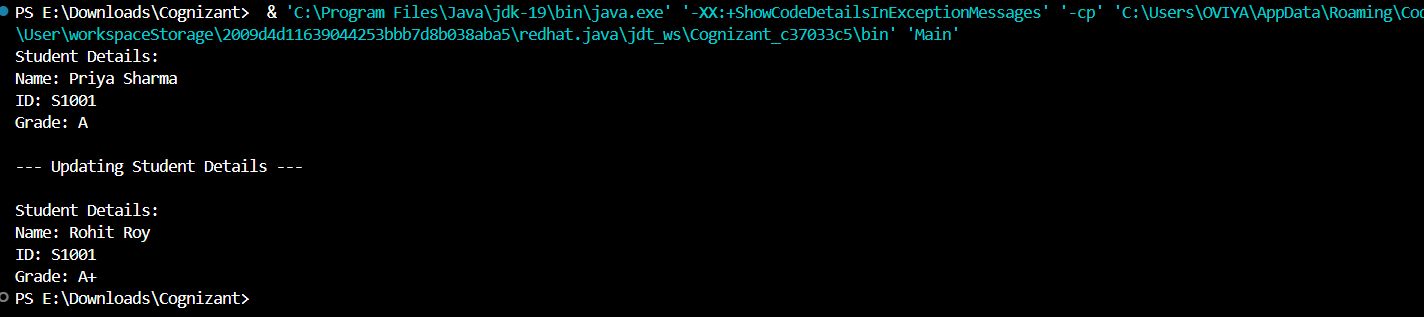 PS E:\Downloads\Cognizant>  & 'C:\Program Files\Java\jdk-19\bin\java.exe' '-XX:+ShowCodeDetailsInExceptionMessages' '-cp' 'C:\Users\OVIYA\AppData\Roaming\Cod
\User\workspaceStorage\2009d4d11639044253bbb7d8b038aba5\redhat.java\jdt_ws\Cognizant_c37033c5\bin' 'Main'
Student Details:
Name: Priya Sharma
ID: S1001
Grade: A
--- Updating Student Details ---
Student Details:
Name: Rohit Roy
ID: S1001
Grade: A+
PS E:\Downloads\Cognizant>